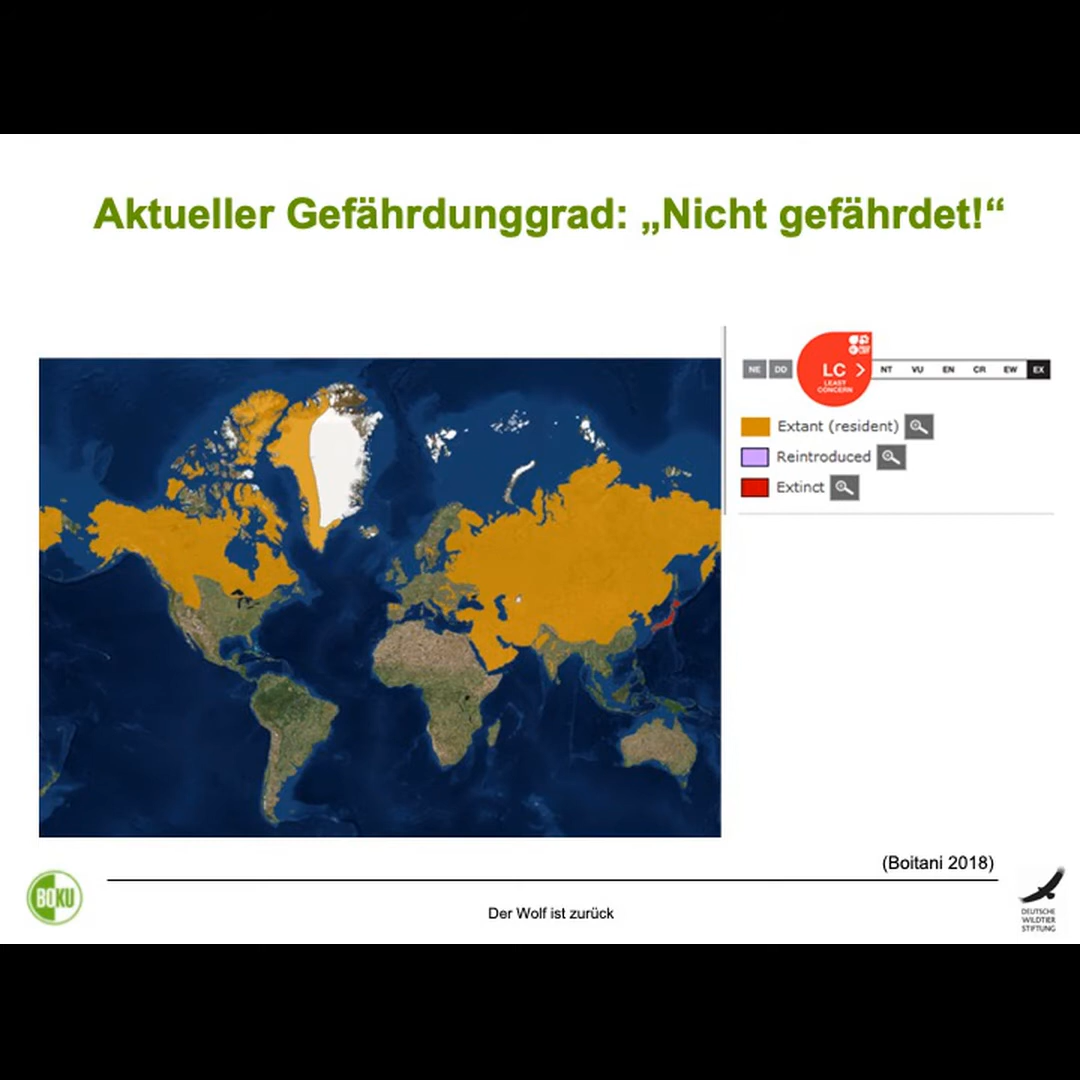 Aktueller Gefährdunggrad: „Nicht gefährdet!“
NE DD LC NT VU EN CR EW EX
LEAST
CONCERN
Extant (resident)
Reintroduced
Extinct
(Boitani 2018)
BOKU
Der Wolf ist zurück
DEUTSCHE
WILDTIER
STIFTUNG